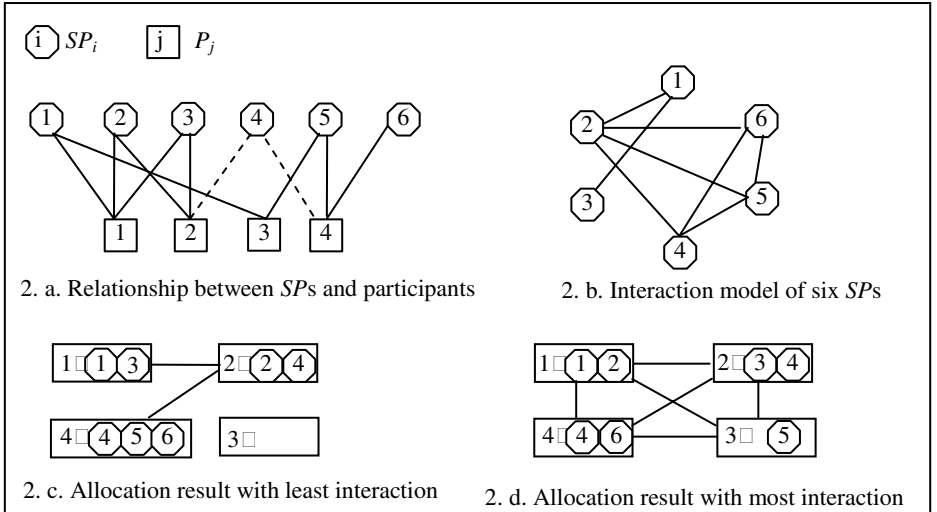 i SPi j Pj
1 2 3 4 5 6
1 2 3 4
2. a. Relationship between SPs and participants
1
2 6
3 5
4
2. b. Interaction model of six SPs
1□ 1 3 2□ 2 4
4□ 4 5 6 3□
2. c. Allocation result with least interaction
1□ 1 2 2□ 3 4
4□ 4 6 3□ 5
2. d. Allocation result with most interaction